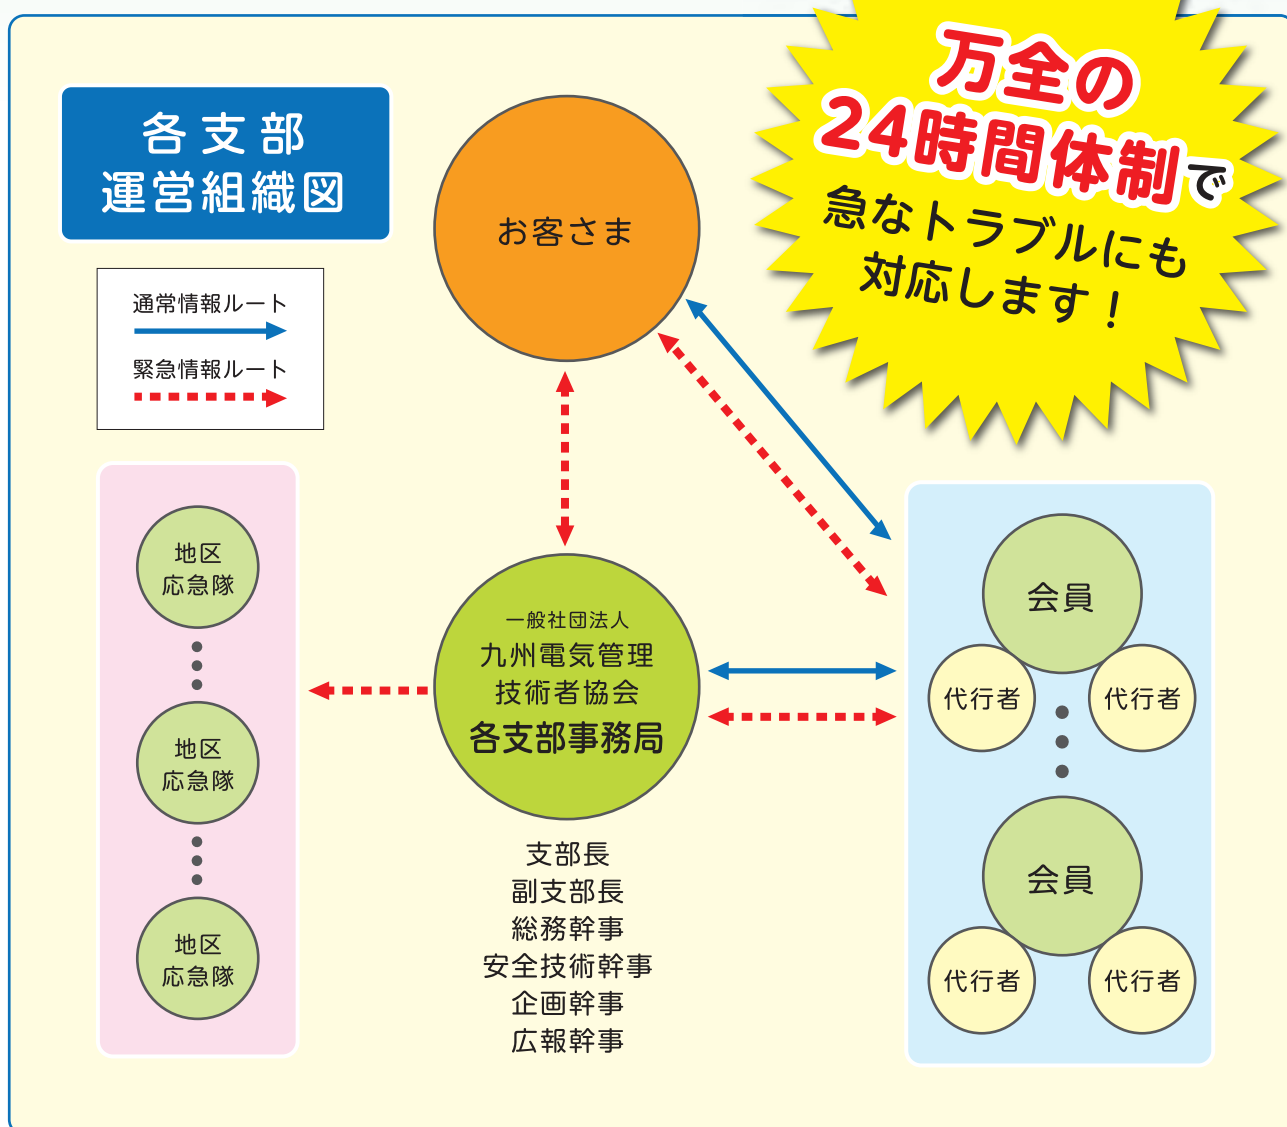 各支部
運営組織図
通常情報ルート
緊急情報ルート
万全の
24時間体制で
急なトラブルにも
対応します！
お客さま
地区
応急隊
地区
応急隊
地区
応急隊
一般社団法人
九州電気管理
技術者協会
各支部事務局
支部長
副支部長
総務幹事
安全技術幹事
企画幹事
広報幹事
会員
代行者
代行者
会員
代行者
代行者